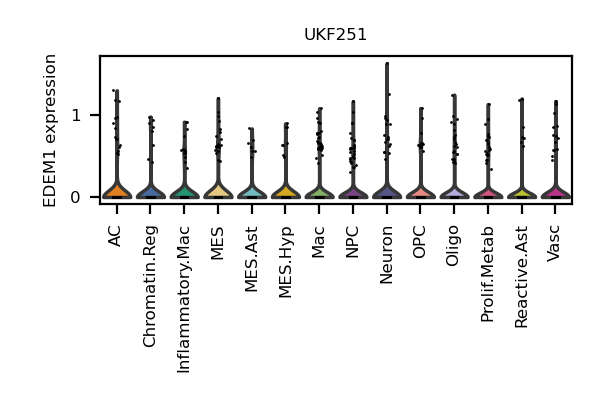 UKF251
EDEM1 expression
1
0
AC
Chromatin.Reg
Inflammatory.Mac
MES
MES.Ast
MES.Hyp
Mac
NPC
Neuron
OPC
Oligo
Prolif.Metab
Reactive.Ast
Vasc